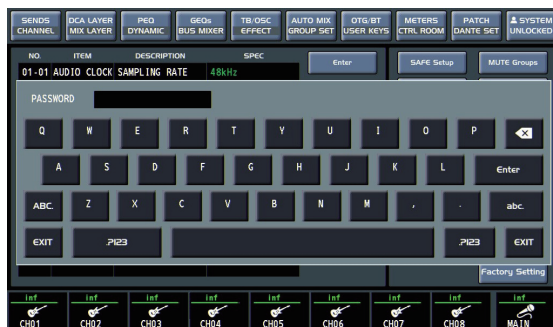 SENDS DCA LAYER PEQ GEQs TB/OSC AUTO MIX OTG/BT METERS PATCH SYSTEM
CHANNEL MIX LAYER DYNAMIC BUS MIXER EFFECT GROUP SET USER KEYS CTRL ROOM DANTE SET UNLOCKED
NO. ITEM DESCRIPTION SPEC Enter SAFE Setup MUTE Groups
01-01 AUDIO CLOCK SAMPLING RATE 48kHz
PASSWORD
Q W E R T Y U I O P
A S D F G H J K L Enter
ABC. Z X C V B N M , . abc.
EXIT .?123 .?123 EXIT
Factory Setting
inf inf inf inf inf inf inf inf inf
CH01 CH02 CH03 CH04 CH05 CH06 CH07 CH08 MAIN